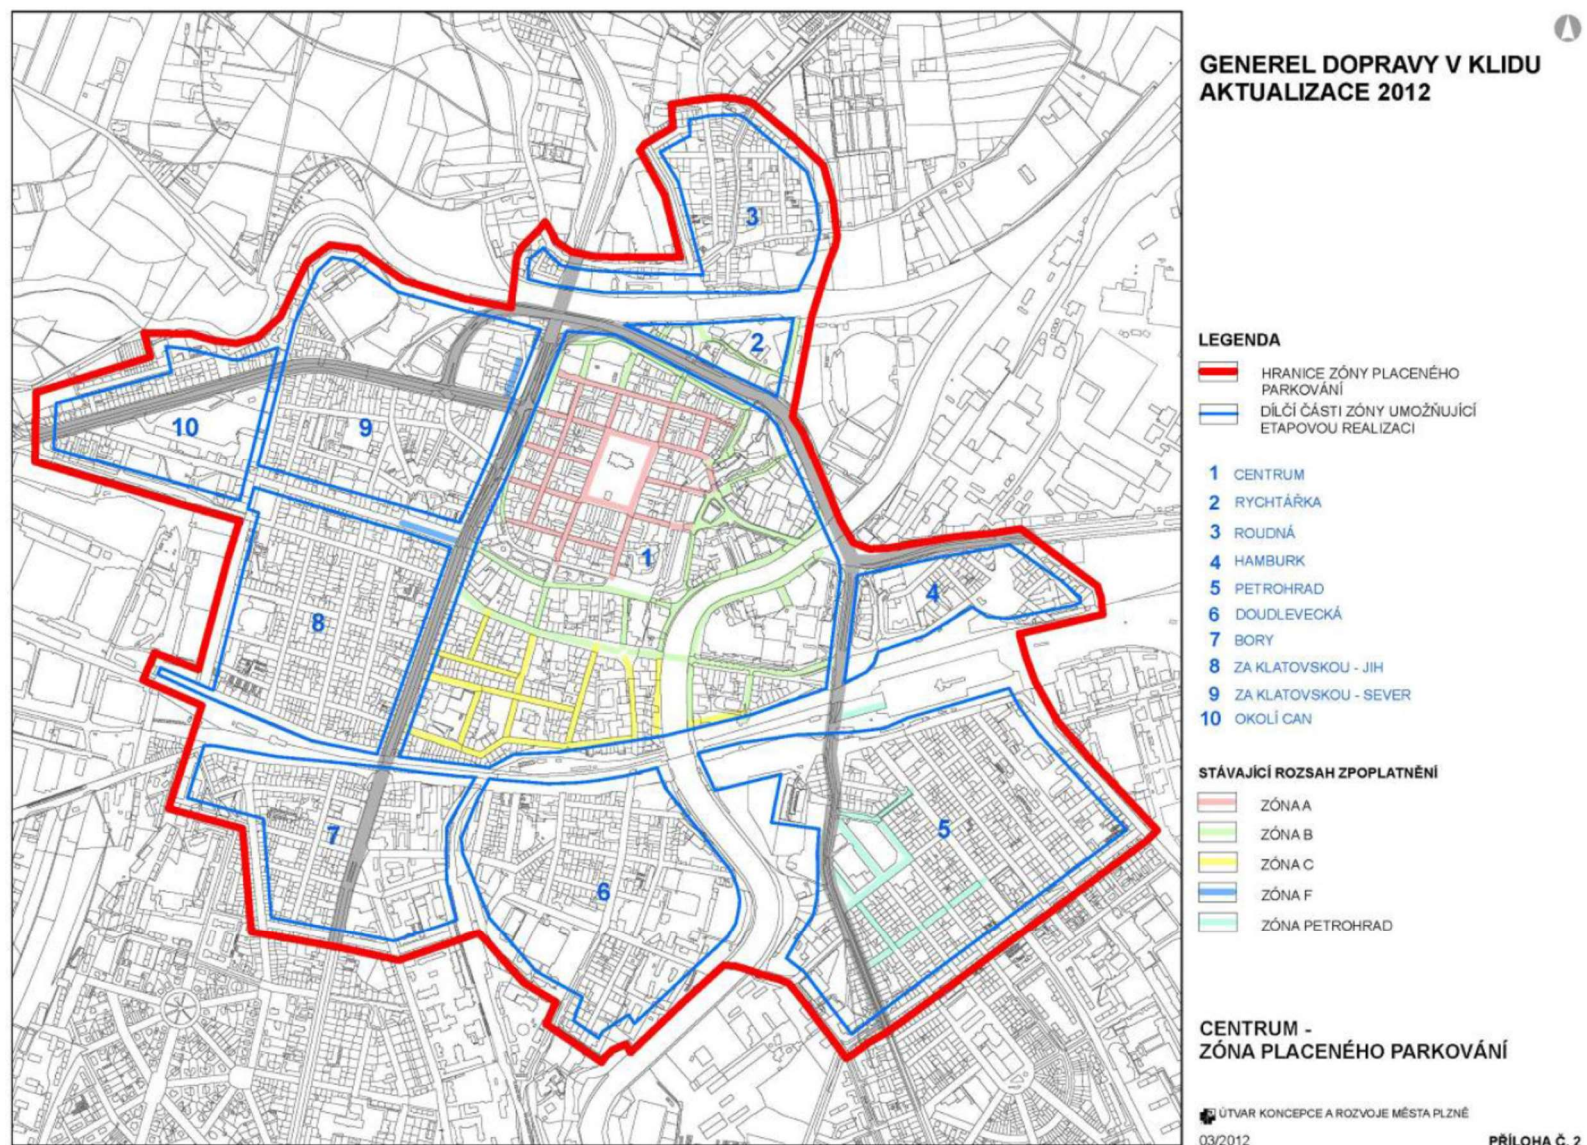 GENEREL DOPRAVY V KLIDU
AKTUALIZACE 2012
LEGENDA
HRANICE ZÓNY PLACENÉHO
PARKOVÁNÍ
DÍLČÍ ČÁSTI ZÓNY UMOŽŇUJÍCÍ
ETAPOVOU REALIZACI
1 CENTRUM
2 RYCHTÁŘKA
3 ROUDNÁ
4 HAMBURK
5 PETROHRAD
6 DOUDLEVECKÁ
7 BORY
8 ZA KLATOVSKOU - JIH
9 ZA KLATOVSKOU - SEVER
10 OKOLÍ CAN
STÁVAJÍCÍ ROZSAH ZPOPLATNĚNÍ
ZÓNA A
ZÓNA B
ZÓNA C
ZÓNA F
ZÓNA PETROHRAD
CENTRUM -
ZÓNA PLACENÉHO PARKOVÁNÍ
ÚTVAR KONCEPCE A ROZVOJE MĚSTA PLZNĚ
03/2012 PŘÍLOHA Č. 2
3
2
10
9
1
4
8
7
5
6